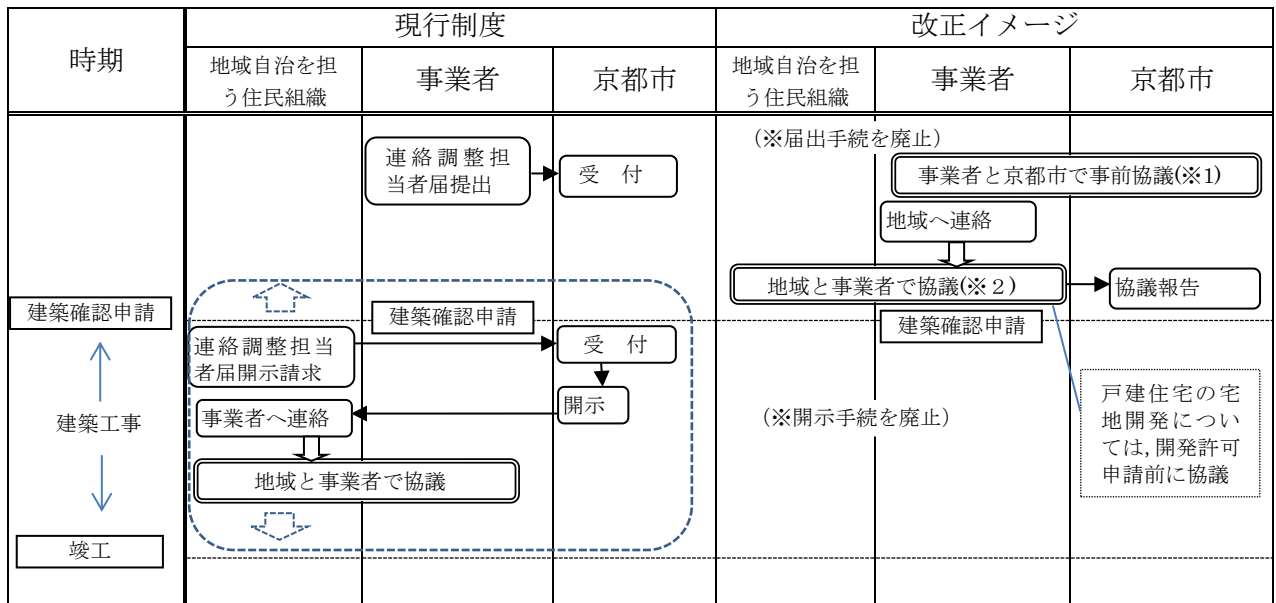 時期
現行制度
改正イメージ
地域自治を担
う住民組織
事業者
京都市
地域自治を担
う住民組織
事業者
京都市
連絡調整担
当者届提出
受　付
(※届出手続を廃止)
事業者と京都市で事前協議(※1)
地域へ連絡
地域と事業者で協議(※２)
協議報告
建築確認申請
建築確認申請
建築確認申請
連絡調整担当
者届開示請求
受　付
開示
事業者へ連絡
地域と事業者で協議
(※開示手続を廃止)
戸建住宅の宅
地開発につい
ては,開発許可
申請前に協議
建築工事
竣工